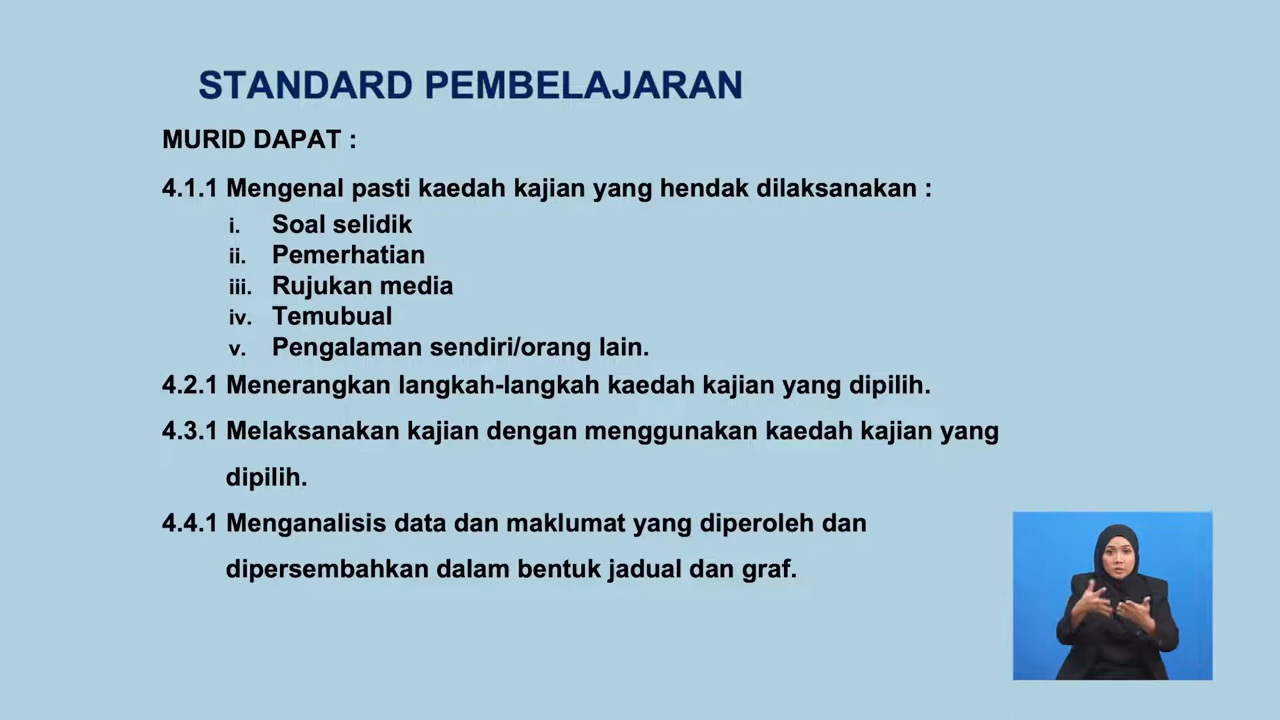 STANDARD PEMBELAJARAN
MURID DAPAT :
4.1.1 Mengenal pasti kaedah kajian yang hendak dilaksanakan :
i. Soal selidik
ii. Pemerhatian
iii. Rujukan media
iv. Temubual
v. Pengalaman sendiri/orang lain.
4.2.1 Menerangkan langkah-langkah kaedah kajian yang dipilih.
4.3.1 Melaksanakan kajian dengan menggunakan kaedah kajian yang
dipilih.
4.4.1 Menganalisis data dan maklumat yang diperoleh dan
dipersembahkan dalam bentuk jadual dan graf.